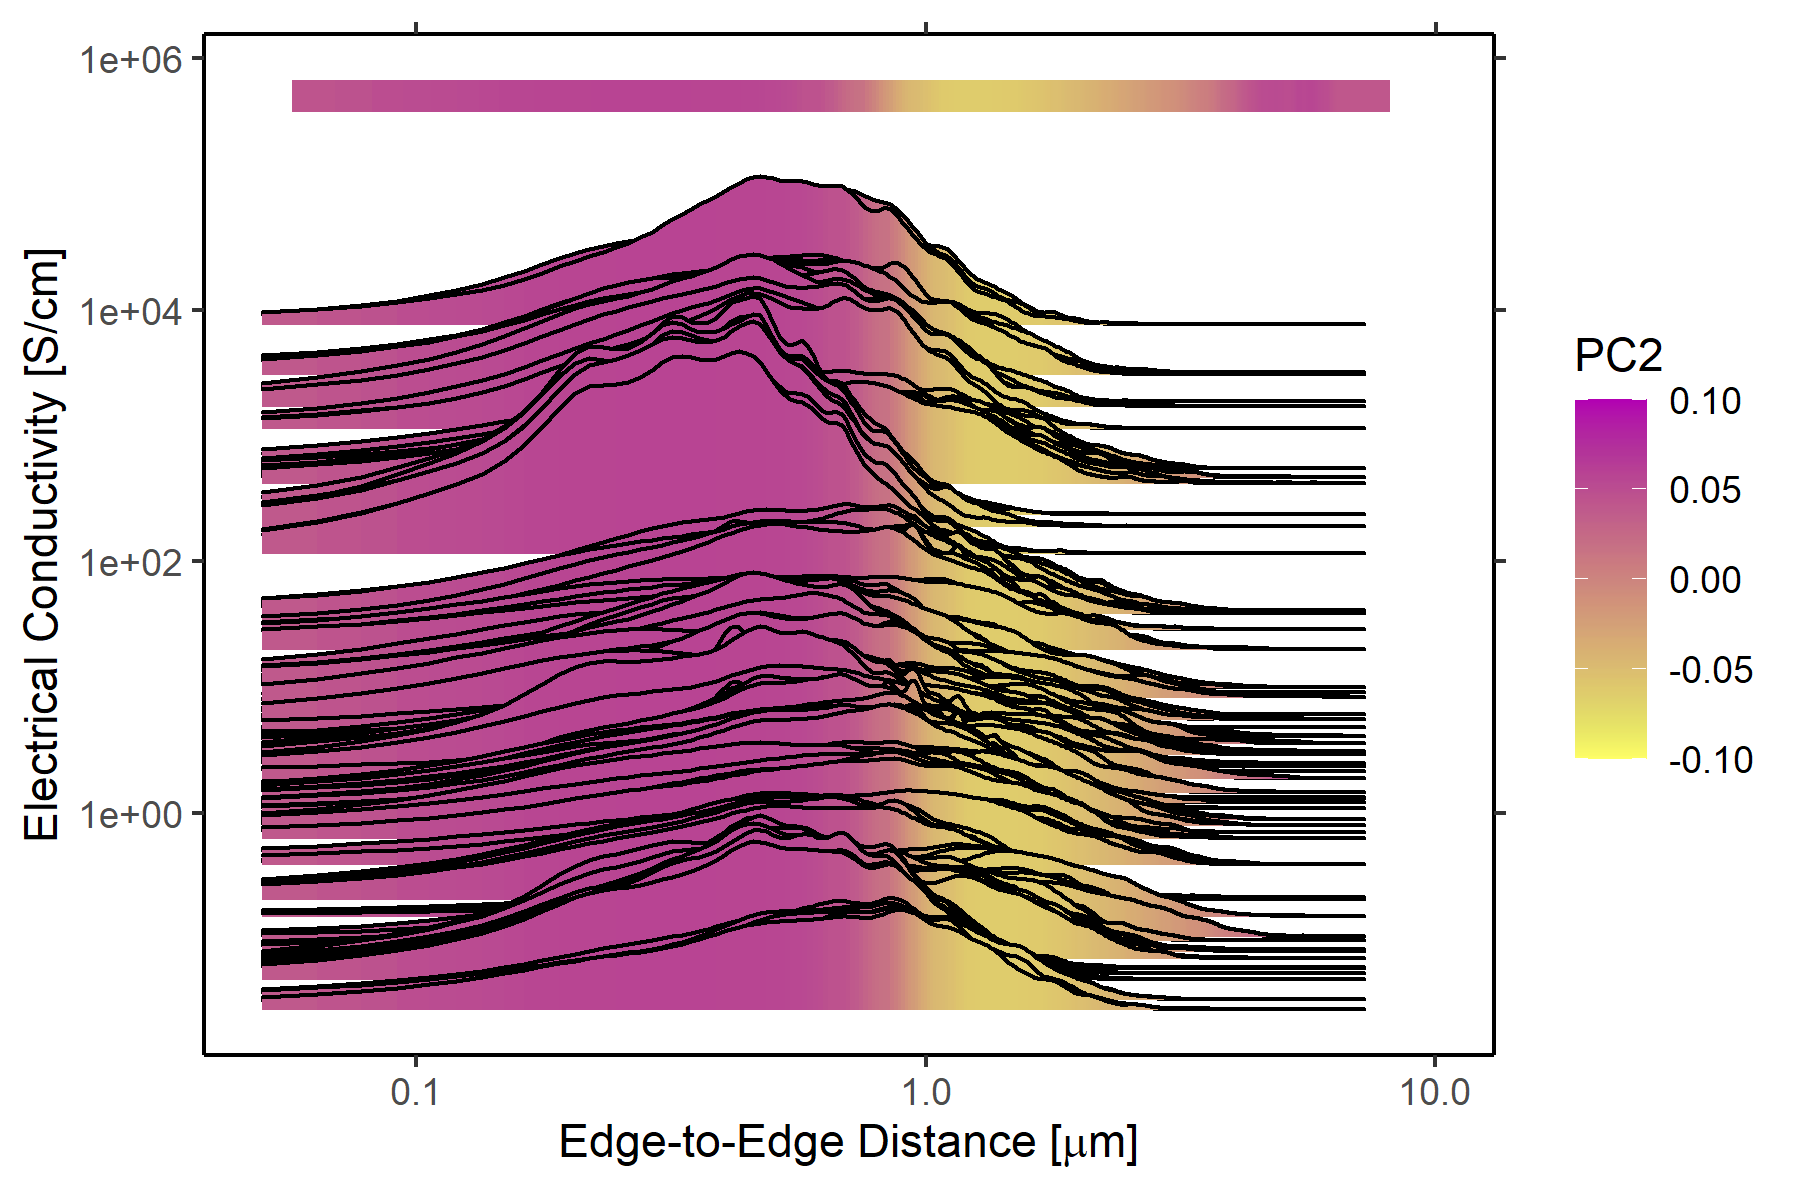 1e+06
1e+04
1e+02
1e+00
Electrical Conductivity [S/cm]
0.1
1.0
10.0
Edge-to-Edge Distance [μm]
PC2
0.10
0.05
0.00
-0.05
-0.10